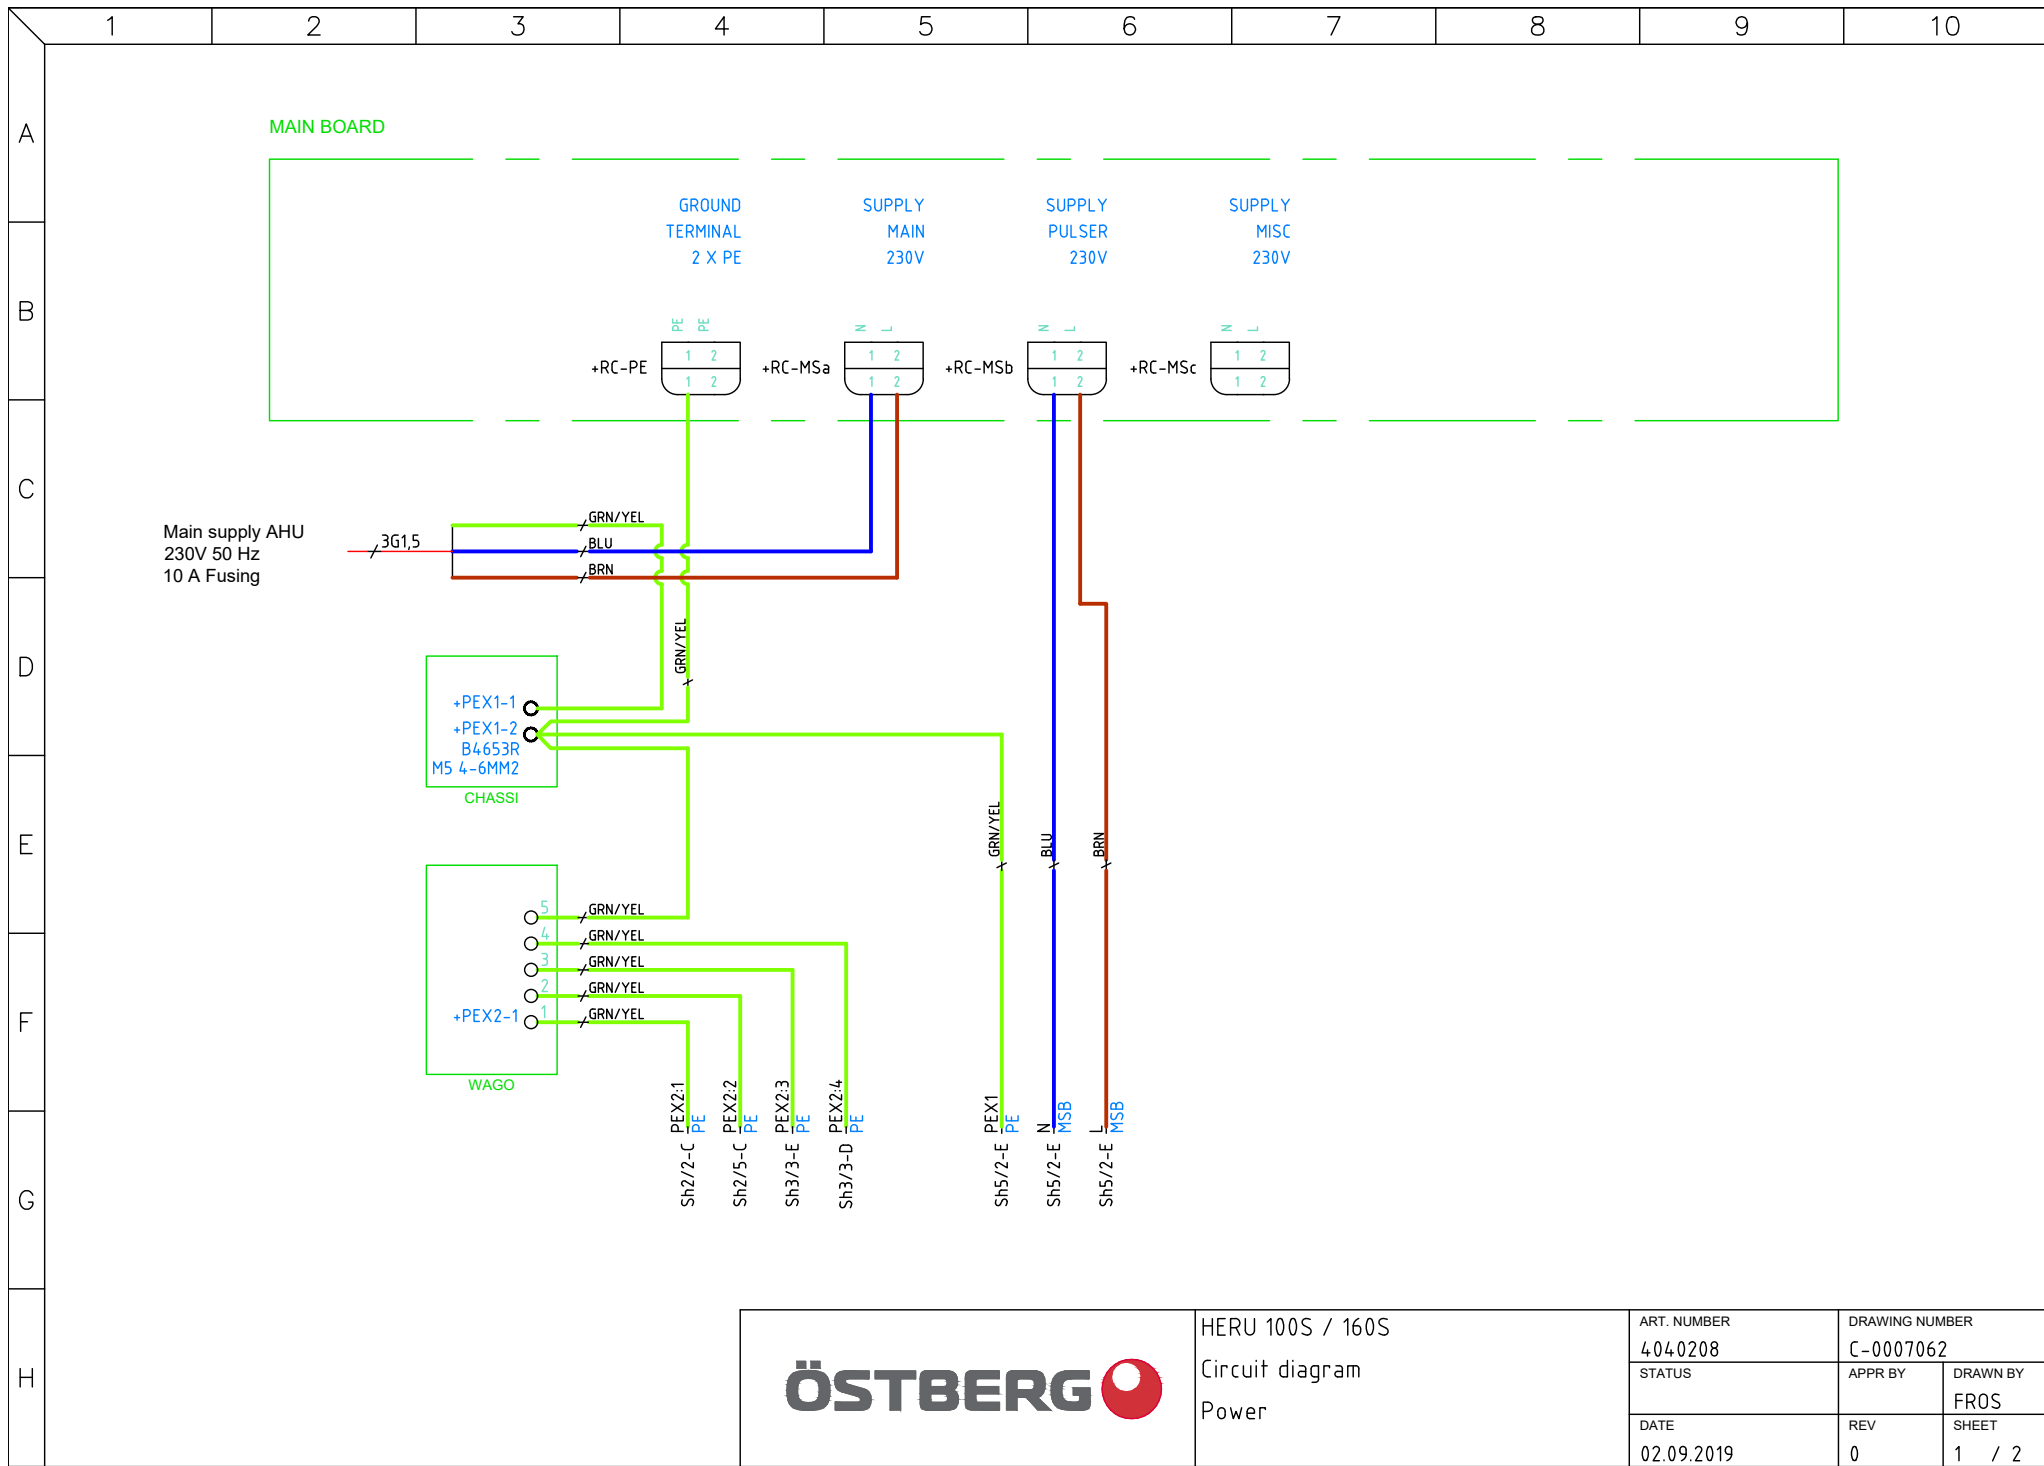 1 2 3 4 5 6 7 8 9 10
A
B
C
D
E
F
G
H
MAIN BOARD
GROUND
TERMINAL
2 X PE
SUPPLY
MAIN
230V
SUPPLY
PULSER
230V
SUPPLY
MISC
230V
PE PE
N L
N L
N L
+RC-PE
1 2
1 2
+RC-MSa
1 2
1 2
+RC-MSb
1 2
1 2
+RC-MSc
1 2
1 2
Main supply AHU
230V 50 Hz
10 A Fusing
3G1,5
GRN/YEL
BLU
BRN
GRN/YEL
+PEX1-1
+PEX1-2
B4653R
M5 4-6MM2
CHASSI
GRN/YEL
BLU
BRN
5
GRN/YEL
4
GRN/YEL
3
GRN/YEL
2
GRN/YEL
+PEX2-1
1
GRN/YEL
WAGO
PEX2:1
PE
Sh2/2-C
PEX2:2
PE
Sh2/5-C
PEX2:3
PE
Sh3/3-E
PEX2:4
PE
Sh3/3-D
PEX1
PE
Sh5/2-E
N
MSB
Sh5/2-E
L
MSB
Sh5/2-E
ÖSTBERG
HERU 100S / 160S
Circuit diagram
Power
ART. NUMBER
4040208
DRAWING NUMBER
C-0007062
STATUS
APPR BY
DRAWN BY
FROS
DATE
02.09.2019
REV
0
SHEET
1 / 2